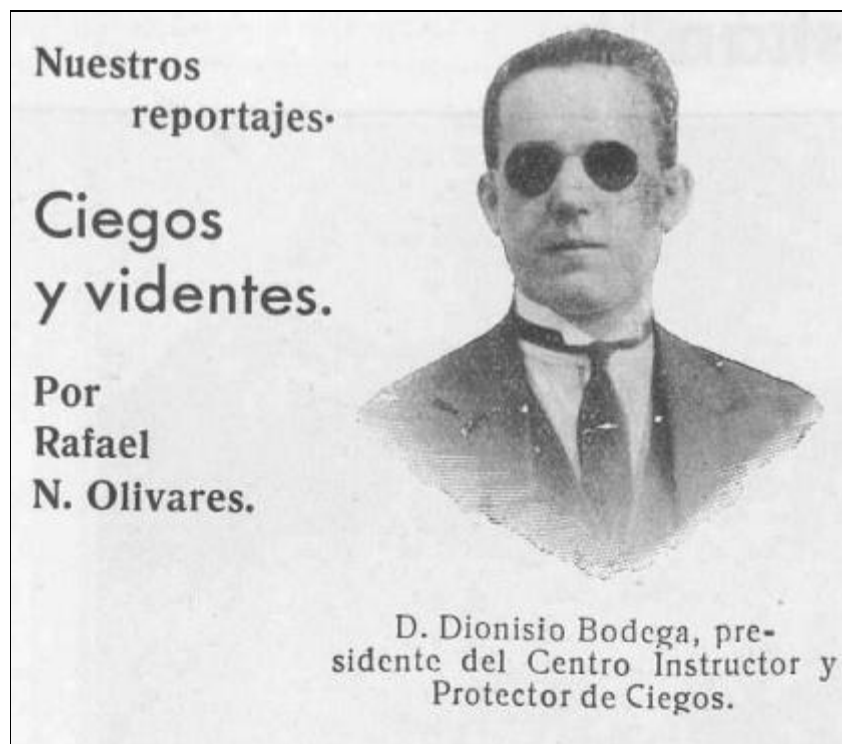 Nuestros
reportajes·
Ciegos
y videntes.
Por
Rafael
N. Olivares.
D. Dionisio Bodega, pre-
sidente del Centro Instructor y
Protector de Ciegos.